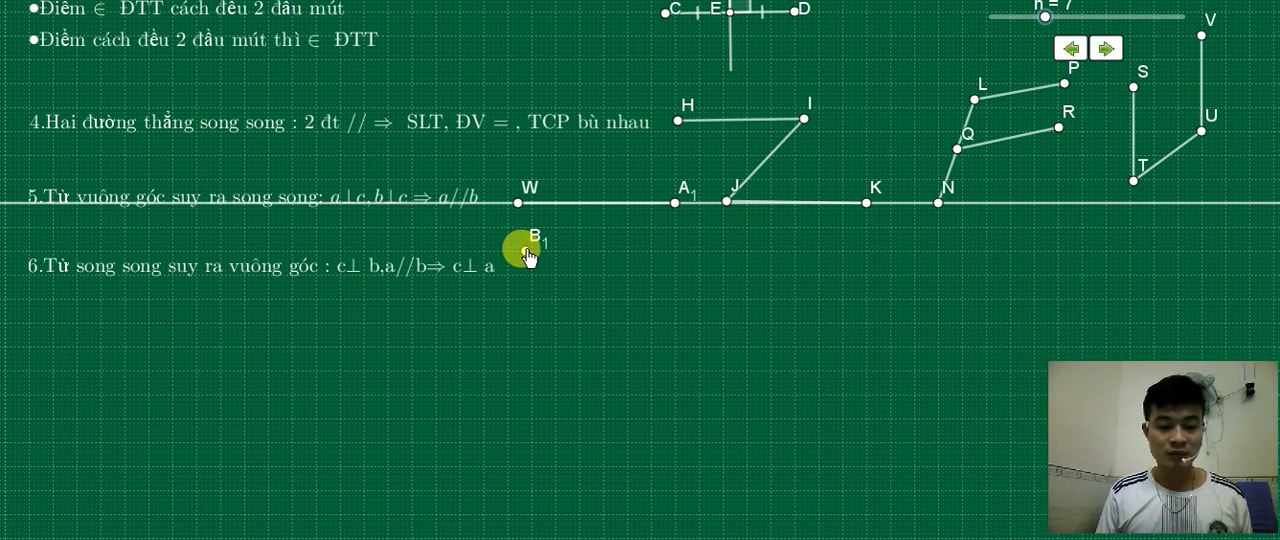 ●Điểm ∈ ĐTT cách đều 2 đầu mút
●Điểm cách đều 2 đầu mút thì ∈ ĐTT
4.Hai đường thẳng song song : 2 đt // ⇒ SLT, ĐV = , TCP bù nhau
5.Từ vuông góc suy ra song song: a⊥c, b⊥c ⇒ a//b
6.Từ song song suy ra vuông góc : c⊥ b,a//b⇒ c⊥ a
C E D
n = 7
V
P
S
L
H I
R
U
Q
T
W A₁ J K N
B₁